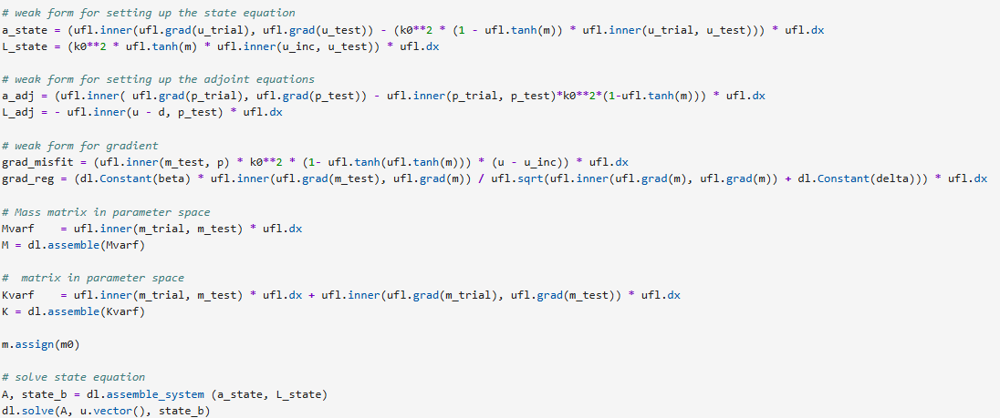 # weak form for setting up the state equation
a_state = (ufl.inner(ufl.grad(u_trial), ufl.grad(u_test)) - (k0**2 * (1 - ufl.tanh(m)) * ufl.inner(u_trial, u_test))) * ufl.dx
L_state = (k0**2 * ufl.tanh(m) * ufl.inner(u_inc, u_test)) * ufl.dx

# weak form for setting up the adjoint equations
a_adj = (ufl.inner( ufl.grad(p_trial), ufl.grad(p_test)) - ufl.inner(p_trial, p_test)*k0**2*(1-ufl.tanh(m))) * ufl.dx
L_adj = - ufl.inner(u - d, p_test) * ufl.dx

# weak form for gradient
grad_misfit = (ufl.inner(m_test, p) * k0**2 * (1- ufl.tanh(ufl.tanh(m))) * (u - u_inc)) * ufl.dx
grad_reg = (dl.Constant(beta) * ufl.inner(ufl.grad(m_test), ufl.grad(m)) / ufl.sqrt(ufl.inner(ufl.grad(m), ufl.grad(m)) + dl.Constant(delta))) * ufl.dx

# Mass matrix in parameter space
Mvarf    = ufl.inner(m_trial, m_test) * ufl.dx
M = dl.assemble(Mvarf)

#  matrix in parameter space
Kvarf    = ufl.inner(m_trial, m_test) * ufl.dx + ufl.inner(ufl.grad(m_trial), ufl.grad(m_test)) * ufl.dx
K = dl.assemble(Kvarf)

m.assign(m0)

# solve state equation
A, state_b = dl.assemble_system (a_state, L_state)
dl.solve(A, u.vector(), state_b)